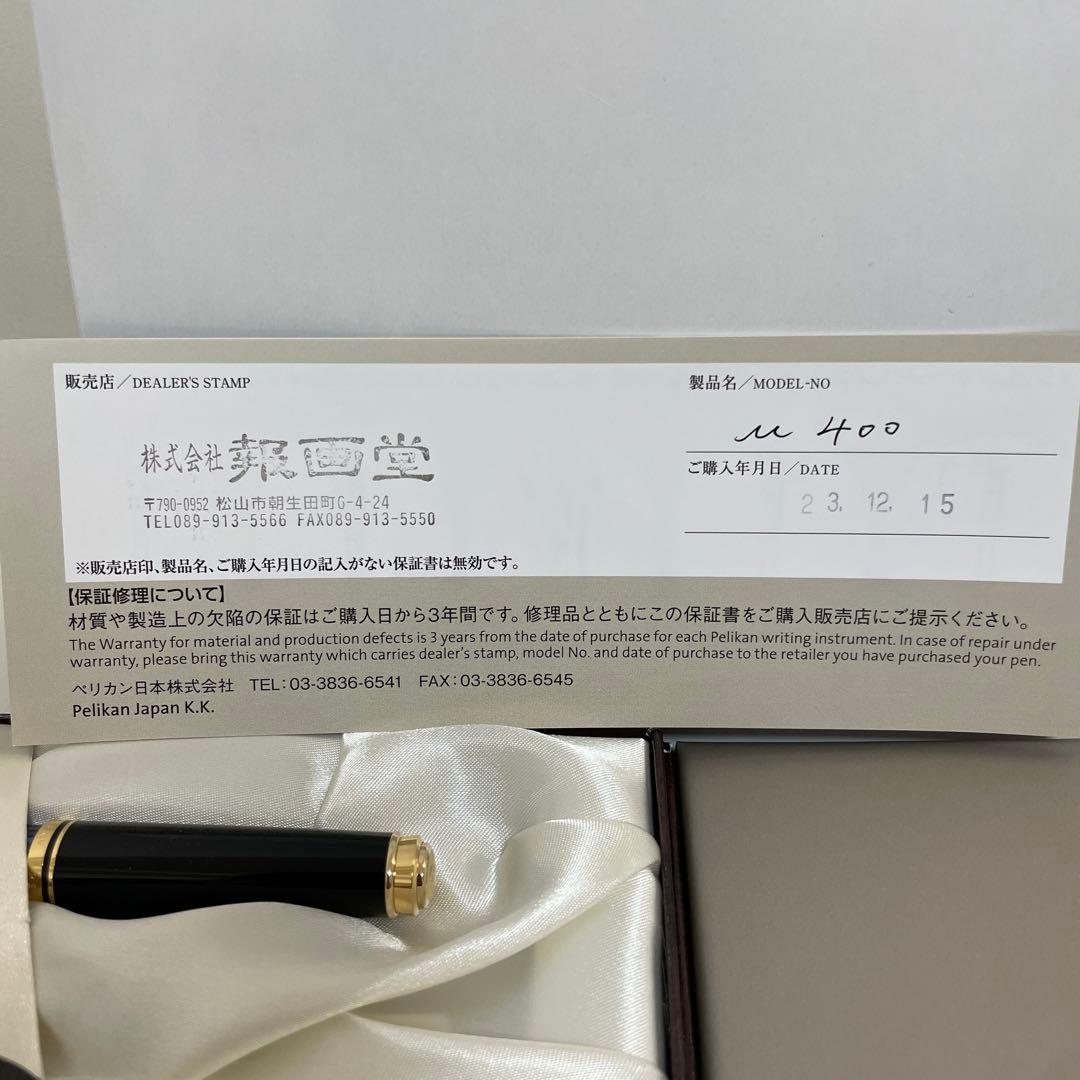 販売店／DEALER'S STAMP
株式会社 報画堂
〒790-0952 松山市朝生田町6-4-24
TEL089-913-5566 FAX089-913-5550
※販売店印、製品名、ご購入年月日の記入がない保証書は無効です。
製品名／MODEL-NO
M 400
ご購入年月日／DATE
23. 12. 15
【保証修理について】
材質や製造上の欠陥の保証はご購入日から3年間です。修理品とともにこの保証書をご購入販売店にご提示ください。
The Warranty for material and production defects is 3 years from the date of purchase for each Pelikan writing instrument. In case of repair under
warranty, please bring this warranty which carries dealer's stamp, model No. and date of purchase to the retailer you have purchased your pen.
ペリカン日本株式会社 TEL：03-3836-6541 FAX：03-3836-6545
Pelikan Japan K.K.